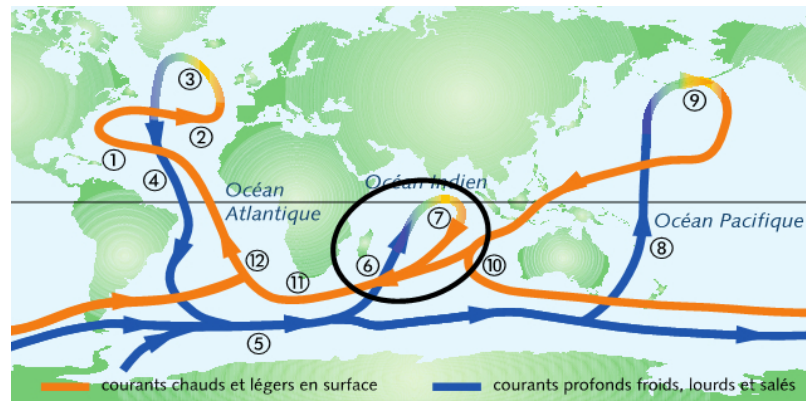 ③
⑨
①
②
④
Océan
Atlantique
Océan Indien
⑦
Océan Pacifique
⑧
⑥
⑩
⑫
⑪
⑤
courants chauds et légers en surface
courants profonds froids, lourds et salés